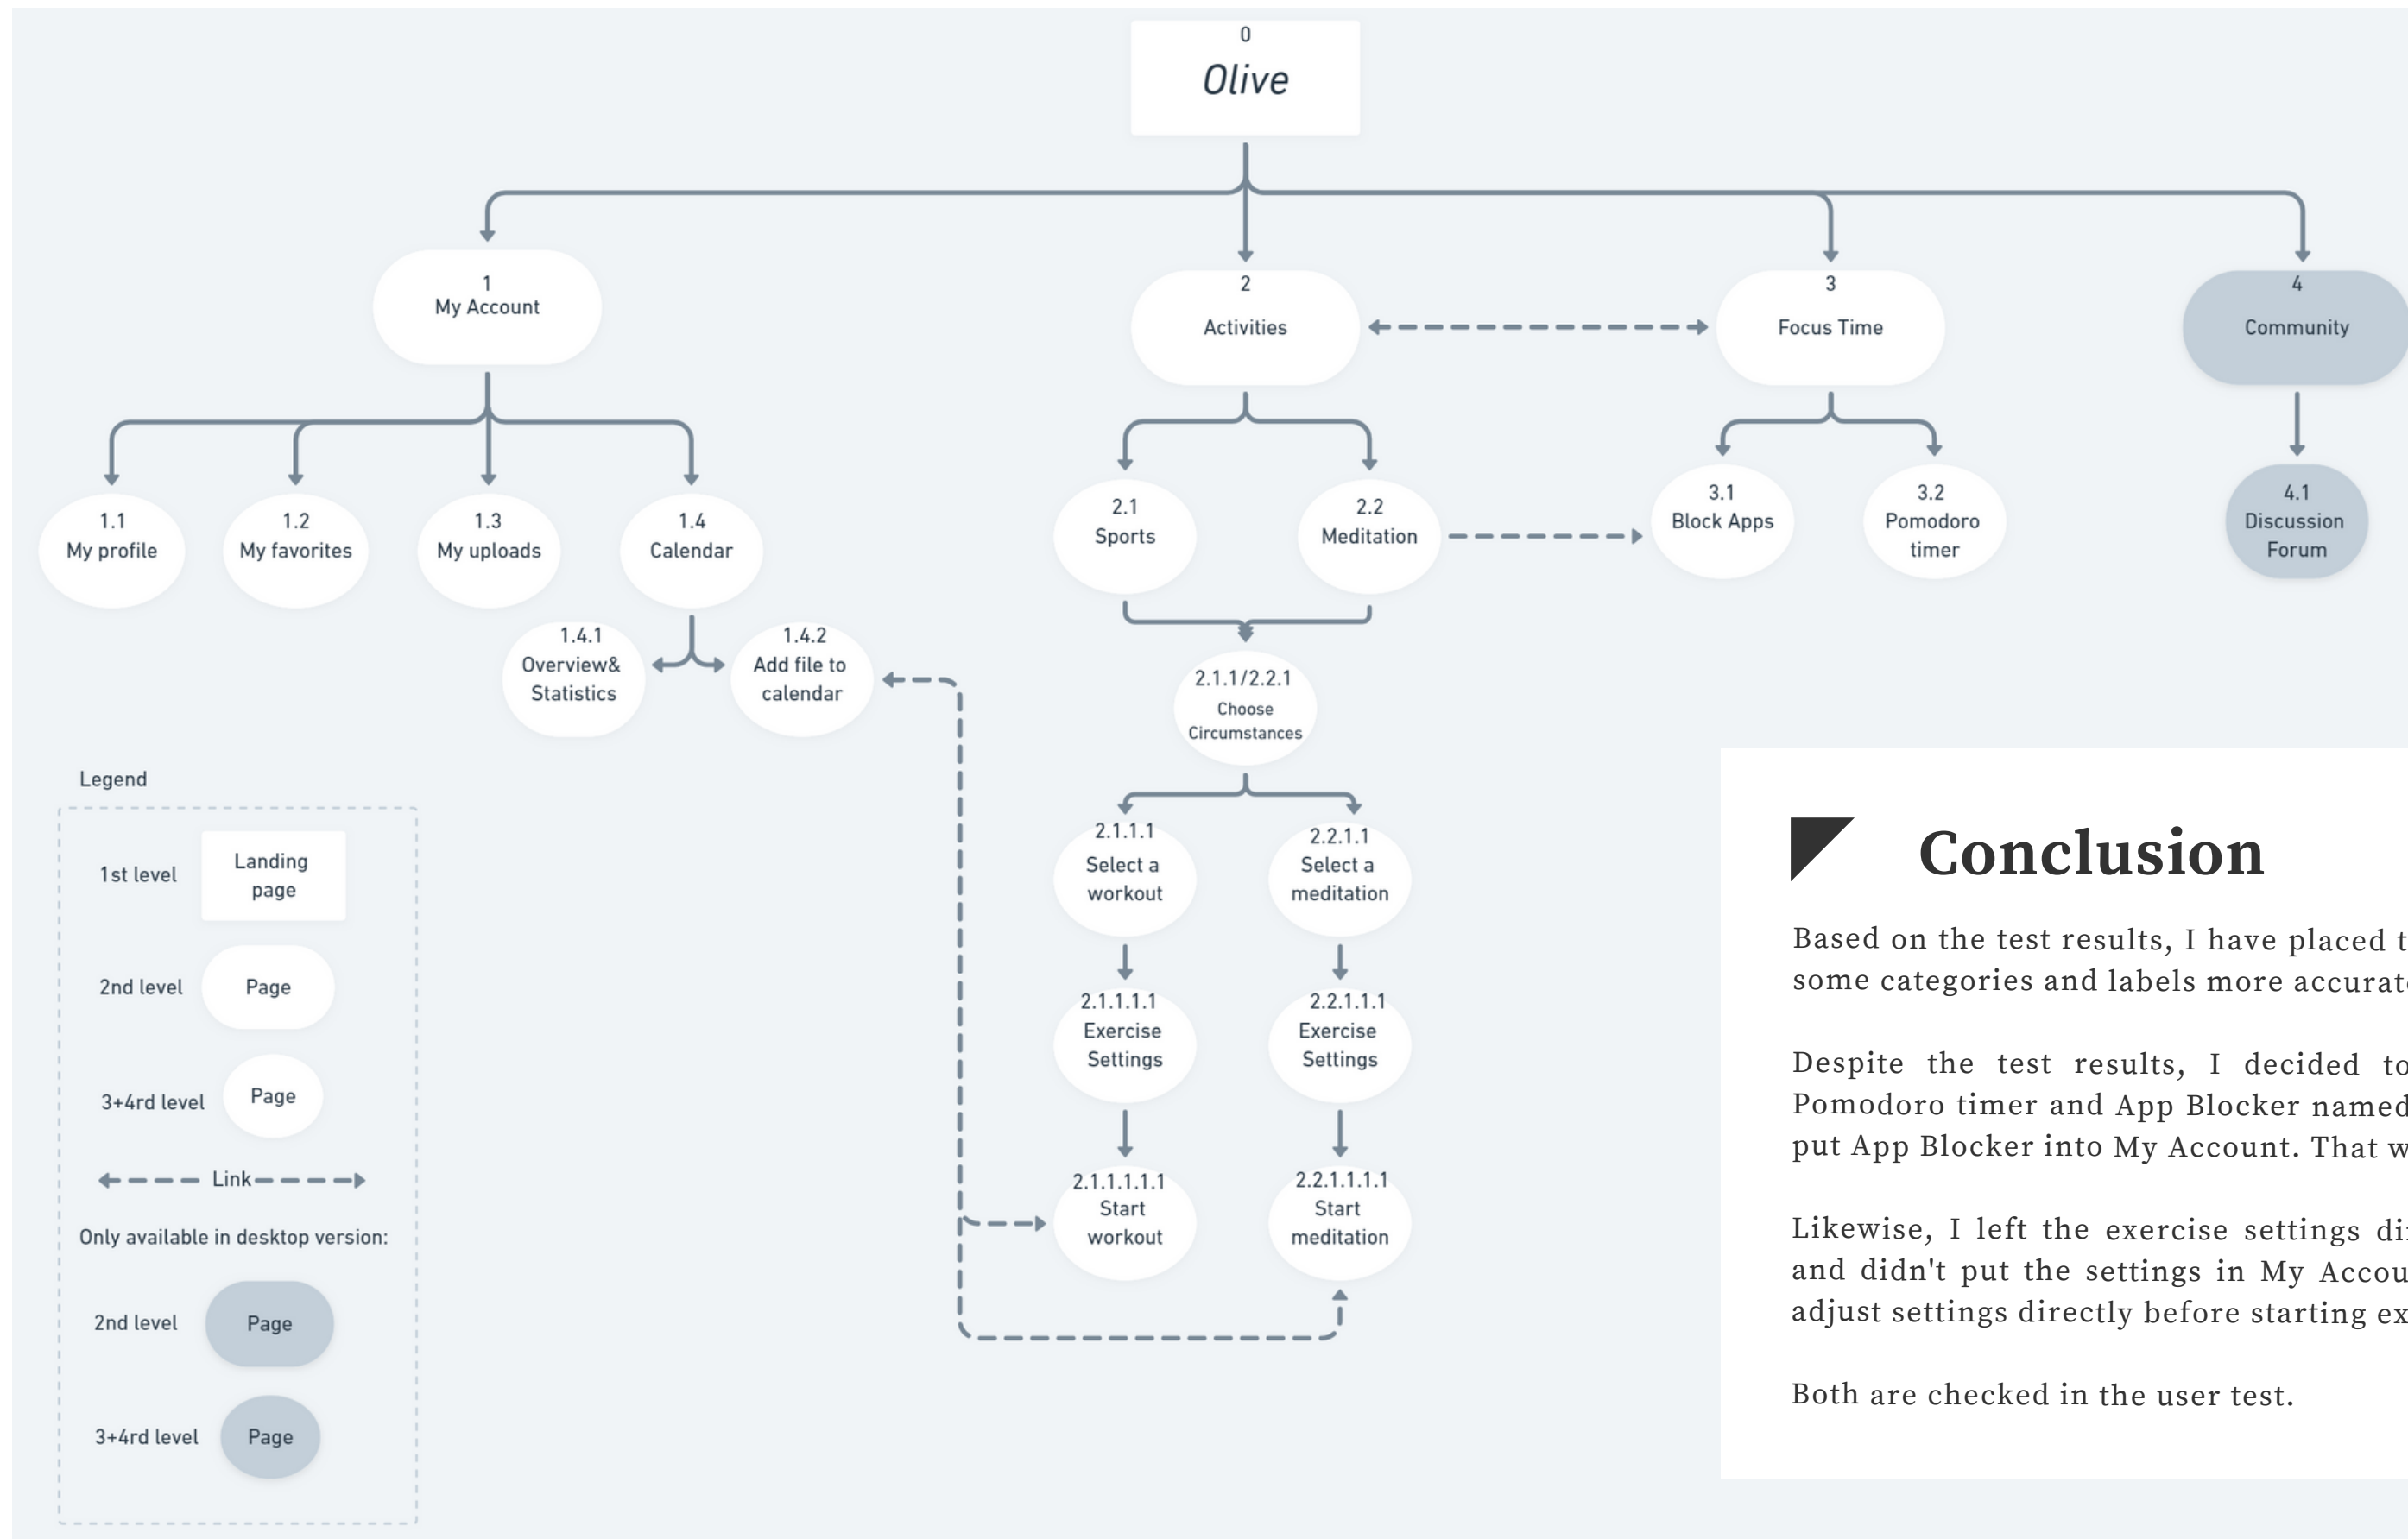 0
Olive
1
My Account
2
Activities
3
Focus Time
4
Community
1.1
My profile
1.2
My favorites
1.3
My uploads
1.4
Calendar
2.1
Sports
2.2
Meditation
3.1
Block Apps
3.2
Pomodoro
timer
4.1
Discussion
Forum
1.4.1
Overview&
Statistics
1.4.2
Add file to
calendar
2.1.1/2.2.1
Choose
Circumstances
2.1.1.1
Select a
workout
2.2.1.1
Select a
meditation
2.1.1.1.1
Exercise
Settings
2.2.1.1.1
Exercise
Settings
2.1.1.1.1.1
Start
workout
2.2.1.1.1.1
Start
meditation
Legend
1st level
Landing
page
2nd level
Page
3+4rd level
Page
Link
Only available in desktop version:
2nd level
Page
3+4rd level
Page
Conclusion
Based on the test results, I have placed
some categories and labels more
Despite the test results, I decided to
Pomodoro timer and App Blocker named
put App Blocker into My Account. That
Likewise, I left the exercise settings
and didn't put the settings in My
adjust settings directly before starting
Both are checked in the user test.